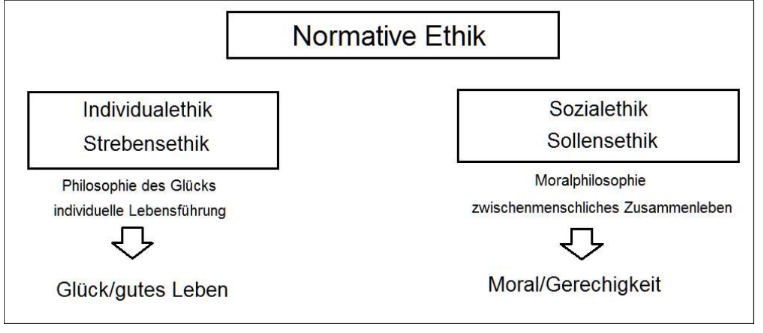 Normative Ethik
Individualethik
Strebensethik
Philosophie des Glücks
individuelle Lebensführung
Glück/gutes Leben
Sozialethik
Sollensethik
Moralphilosophie
zwischenmenschliches Zusammenleben
Moral/Gerechigkeit